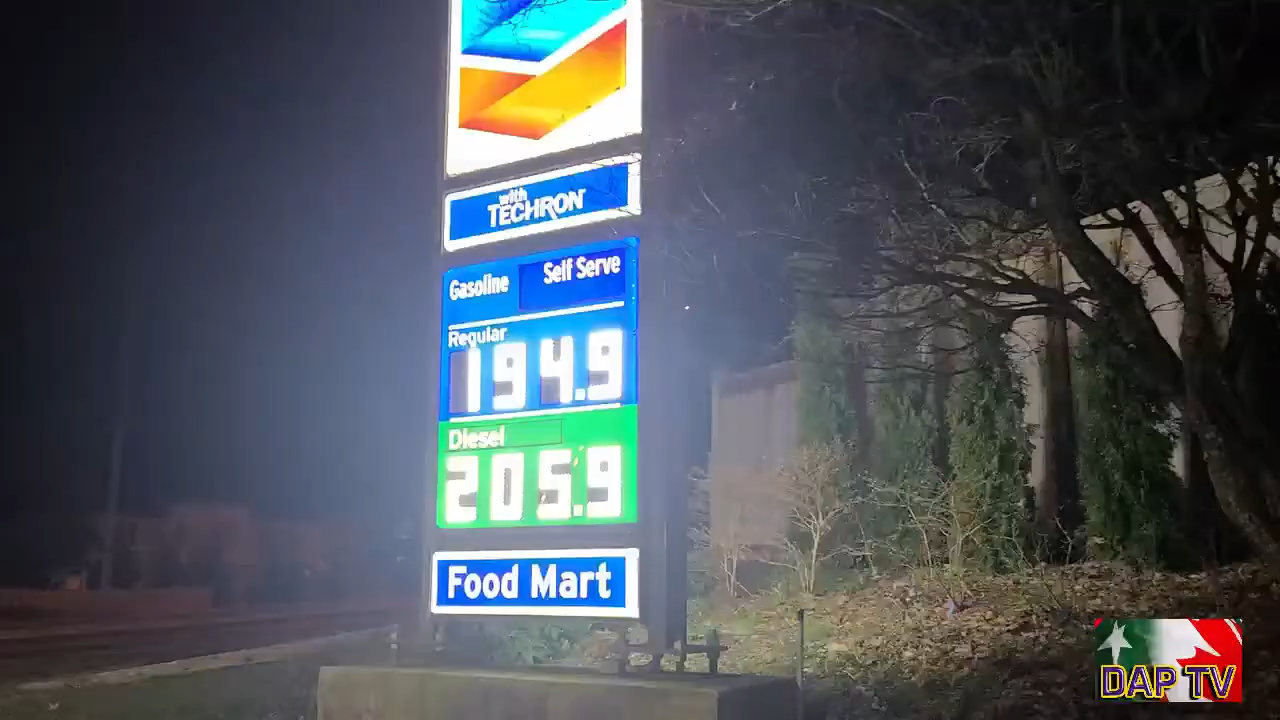 with
TECHRON
Gasoline Self Serve
Regular
194.9
Diesel
205.9
Food Mart
DAP TV